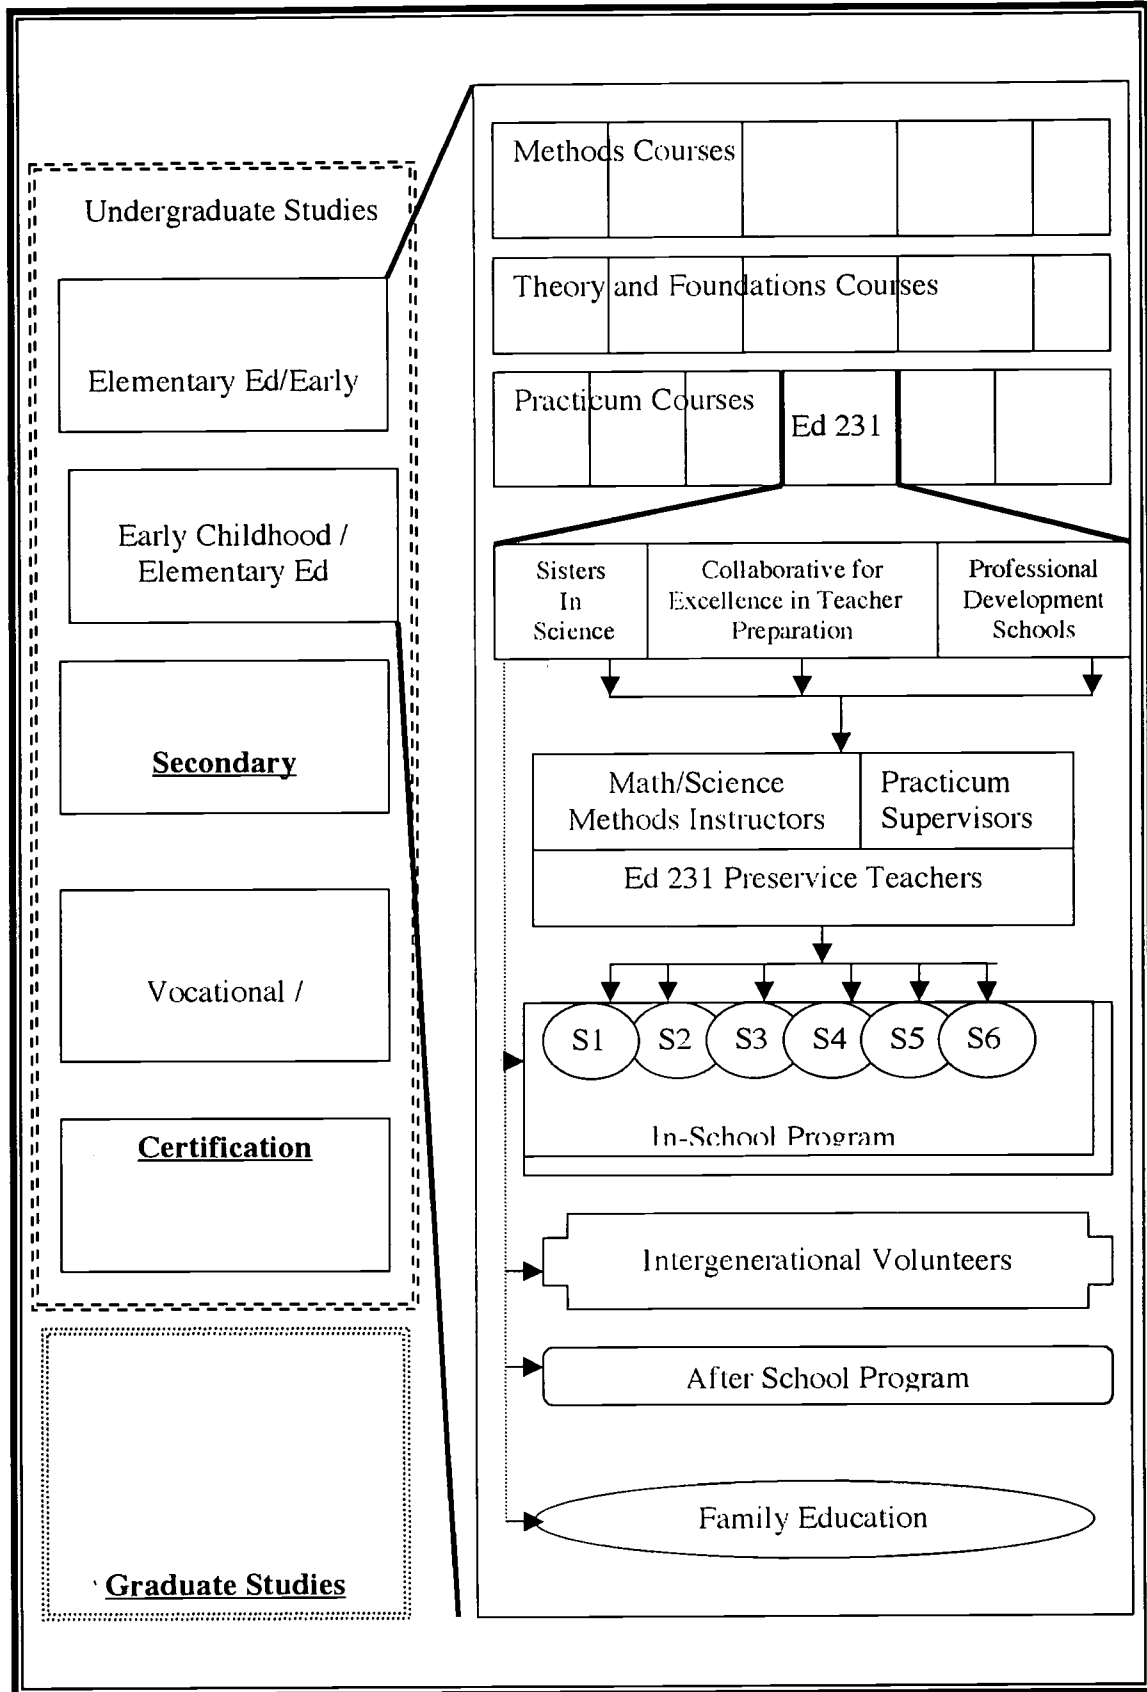 Undergraduate Studies
Elementary Ed/Early
Early Childhood /
Elementary Ed
Secondary
Vocational /
Certification
Graduate Studies
Methods Courses
Theory and Foundations Courses
Practicum Courses
Ed 231
Sisters
In
Science
Collaborative for
Excellence in Teacher
Preparation
Professional
Development
Schools
Math/Science
Methods Instructors
Practicum
Supervisors
Ed 231 Preservice Teachers
S1
S2
S3
S4
S5
S6
In-School Program
Intergenerational Volunteers
After School Program
Family Education